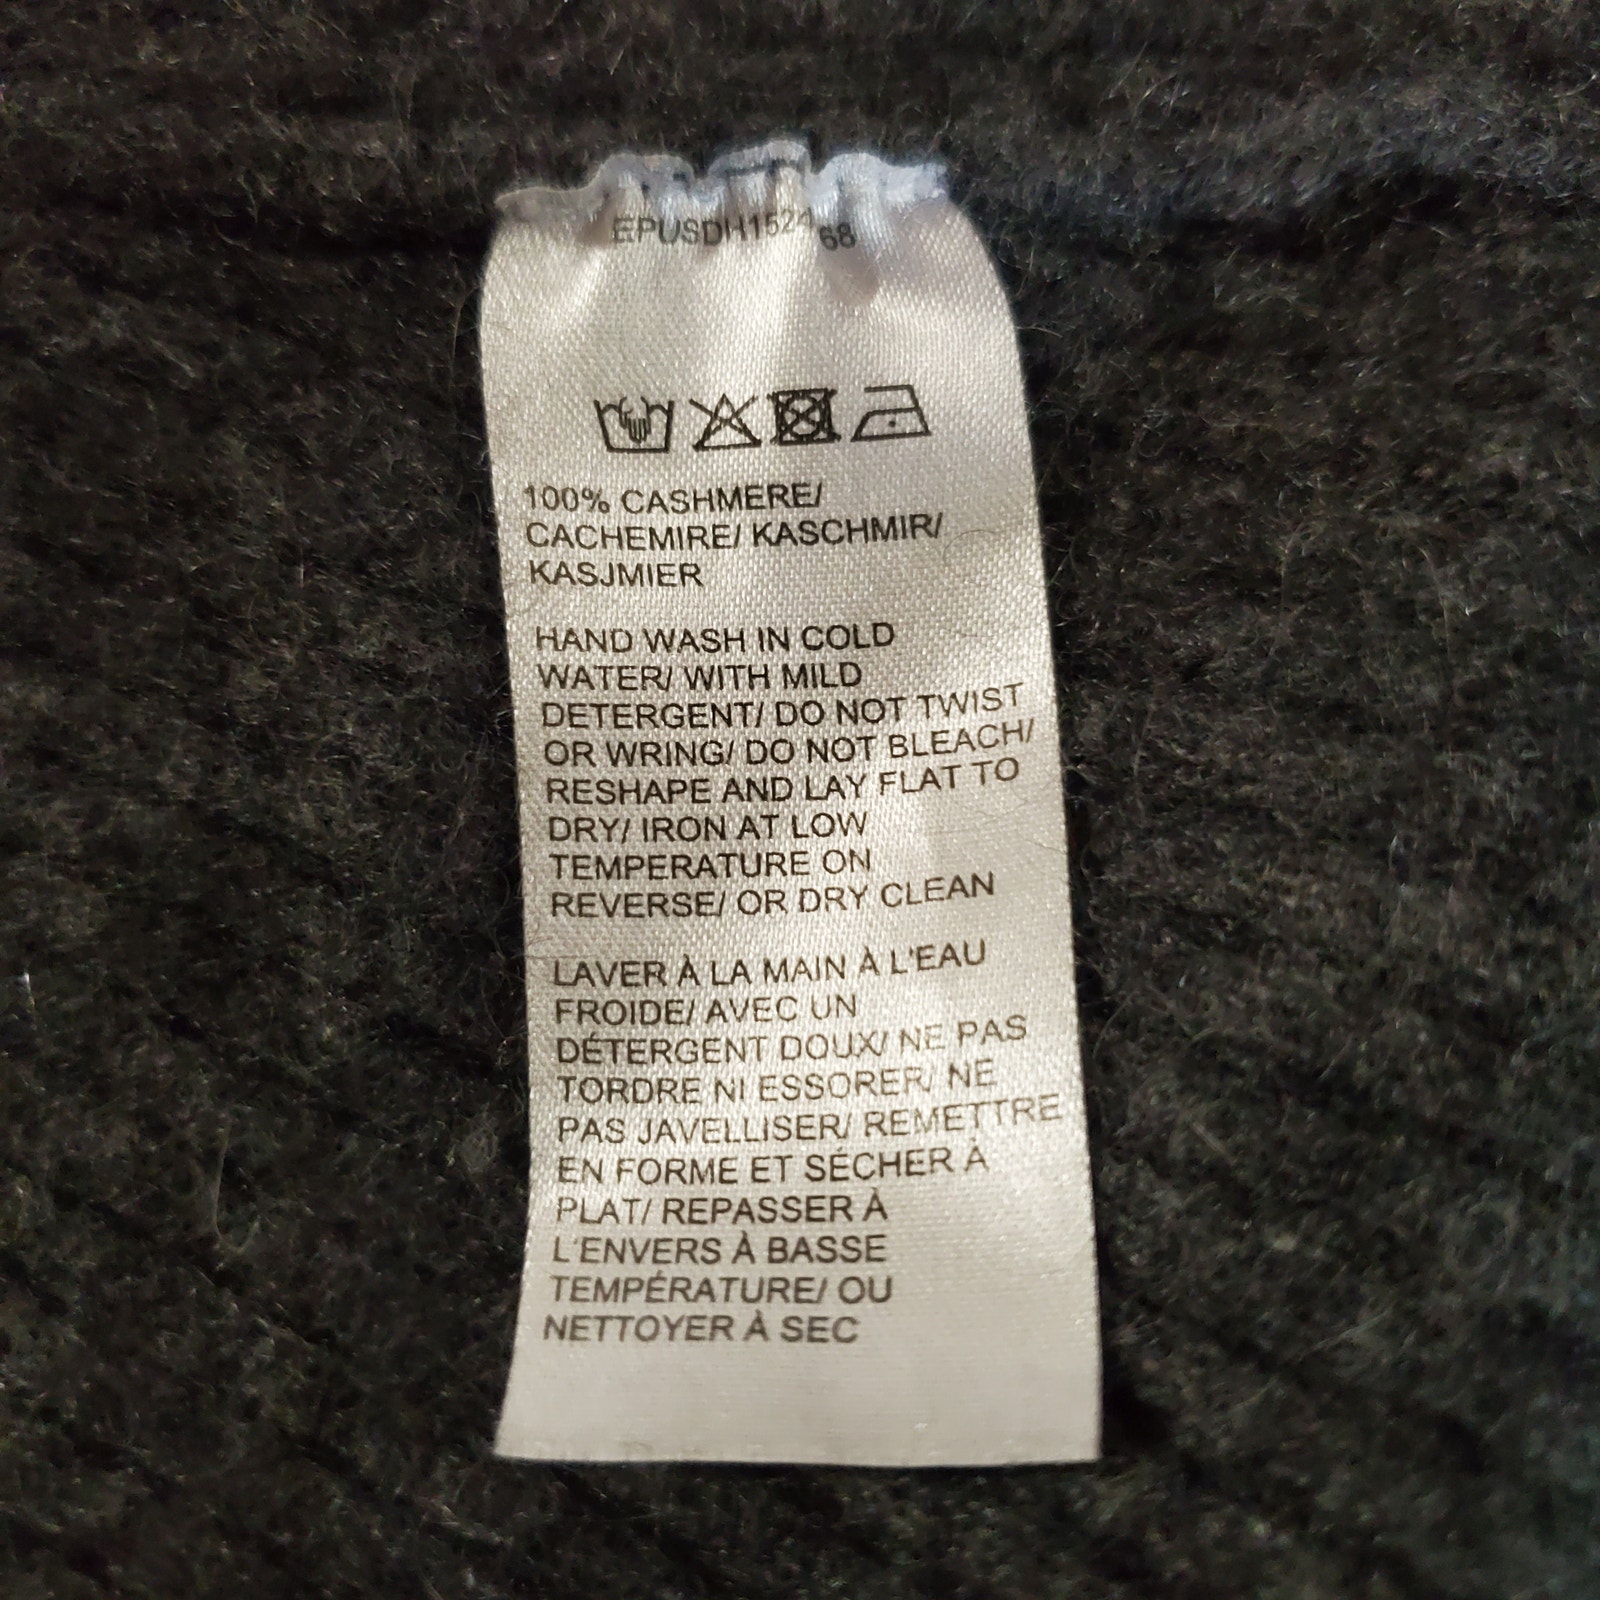 EPUSDH1524 68
100% CASHMERE/
CACHEMIRE/ KASCHMIR/
KASJMIER
HAND WASH IN COLD
WATER/ WITH MILD
DETERGENT/ DO NOT TWIST
OR WRING/ DO NOT BLEACH/
RESHAPE AND LAY FLAT TO
DRY/ IRON AT LOW
TEMPERATURE ON
REVERSE/ OR DRY CLEAN
LAVER À LA MAIN À L'EAU
FROIDE/ AVEC UN
DÉTERGENT DOUX/ NE PAS
TORDRE NI ESSORER/ NE
PAS JAVELLISER/ REMETTRE
EN FORME ET SÉCHER À
PLAT/ REPASSER À
L'ENVERS À BASSE
TEMPÉRATURE/ OU
NETTOYER À SEC